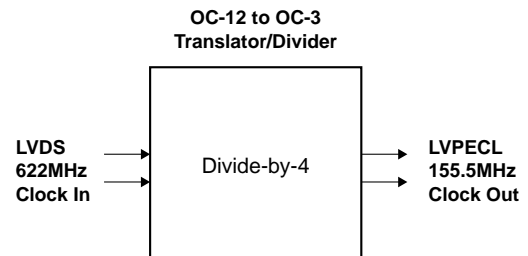 OC-12 to OC-3
Translator/Divider
LVDS
622MHz
Clock In
Divide-by-4
LVPECL
155.5MHz
Clock Out